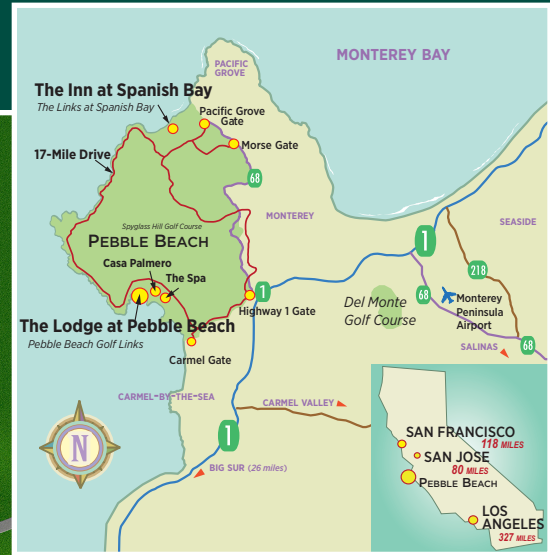 PACIFIC
GROVE
MONTEREY BAY
The Inn at Spanish Bay
The Links at Spanish Bay
Pacific Grove
Gate
Morse Gate
17-Mile Drive
68
MONTEREY
SEASIDE
Spyglass Hill Golf Course
PEBBLE BEACH
1
218
Casa Palmero
The Spa
1
68
Monterey
Peninsula
Airport
Del Monte
Golf Course
Highway 1 Gate
The Lodge at Pebble Beach
Pebble Beach Golf Links
68
SALINAS
Carmel Gate
CARMEL-BY-THE-SEA
CARMEL VALLEY
1
N
BIG SUR (26 miles)
SAN FRANCISCO
118 MILES
SAN JOSE
80 MILES
PEBBLE BEACH
LOS
ANGELES
327 MILES